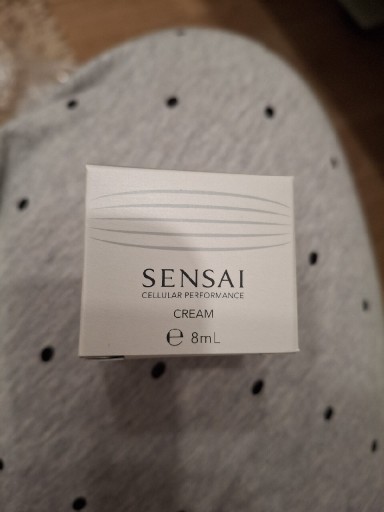 SENSAI
CELLULAR PERFORMANCE
CREAM
℮ 8mL